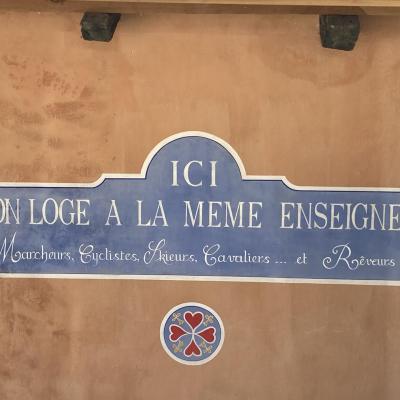 ICI
ON LOGE A LA MEME ENSEIGNE
Marcheurs, Cyclistes, Skieurs, Cavaliers ... et Rêveurs